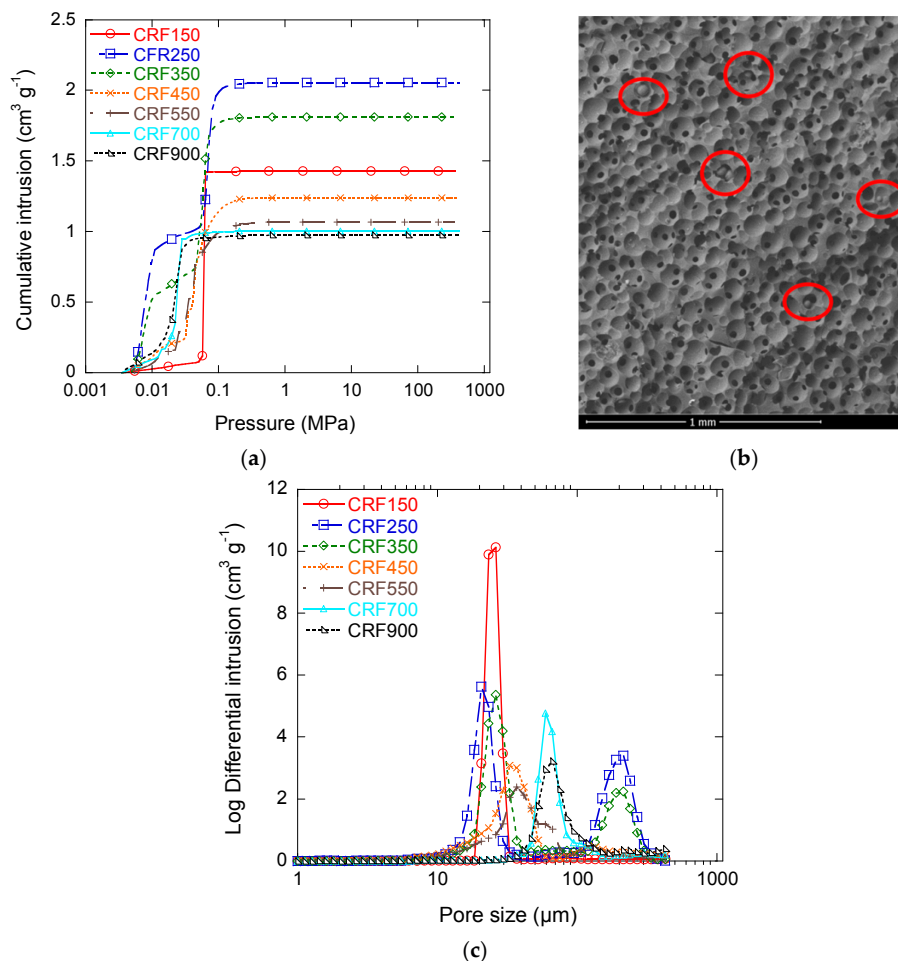 (a)
2.5
2
1.5
1
0.5
0
Cumulative intrusion (cm³ g⁻¹)
CRF150
CFR250
CRF350
CRF450
CRF550
CRF700
CRF900
0.001 0.01 0.1 1 10 100 1000
Pressure (MPa)
(a)
1 mm
(b)
12
10
8
6
4
2
0
Log Differential intrusion (cm³ g⁻¹)
CRF150
CRF250
CRF350
CRF450
CRF550
CRF700
CRF900
1 10 100 1000
Pore size (µm)
(c)